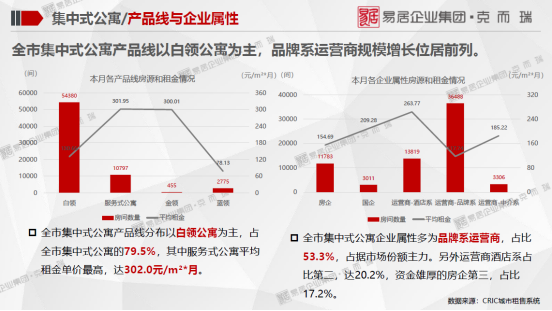 集中式公寓/产品线与企业属性
易居企业集团·克而瑞
全市集中式公寓产品线以白领公寓为主，品牌系运营商规模增长位居前列。
(间) 本月各产品线房源和租金情况 (元/m²*月)
60000
50000
40000
30000
20000
10000
0
54380
301.95
300.01
10797
455
2775
78.13
360
300
240
180
120
60
0
白领 服务式公寓 金领 蓝领
房间数量 平均租金
(间) 本月各企业属性房源和租金情况 (元/m²*月)
40000
30000
20000
10000
0
154.69
209.28
263.77
36488
185.22
11783
3011
13819
3306
320
240
160
80
0
房企 国企 运营商-酒店系 运营商-品牌系 运营商-中介系
房间数量 平均租金
全市集中式公寓产品线分布以白领公寓为主，占
全市集中式公寓的79.5%，其中服务式公寓平均
租金单价最高，达302.0元/m²*月。
全市集中式公寓企业属性多为品牌系运营商，占比
53.3%，占据市场份额主力。另外运营商酒店系占
比第二，达20.2%，资金雄厚的房企第三，占比
17.2%。
数据来源：CRIC城市租售系统